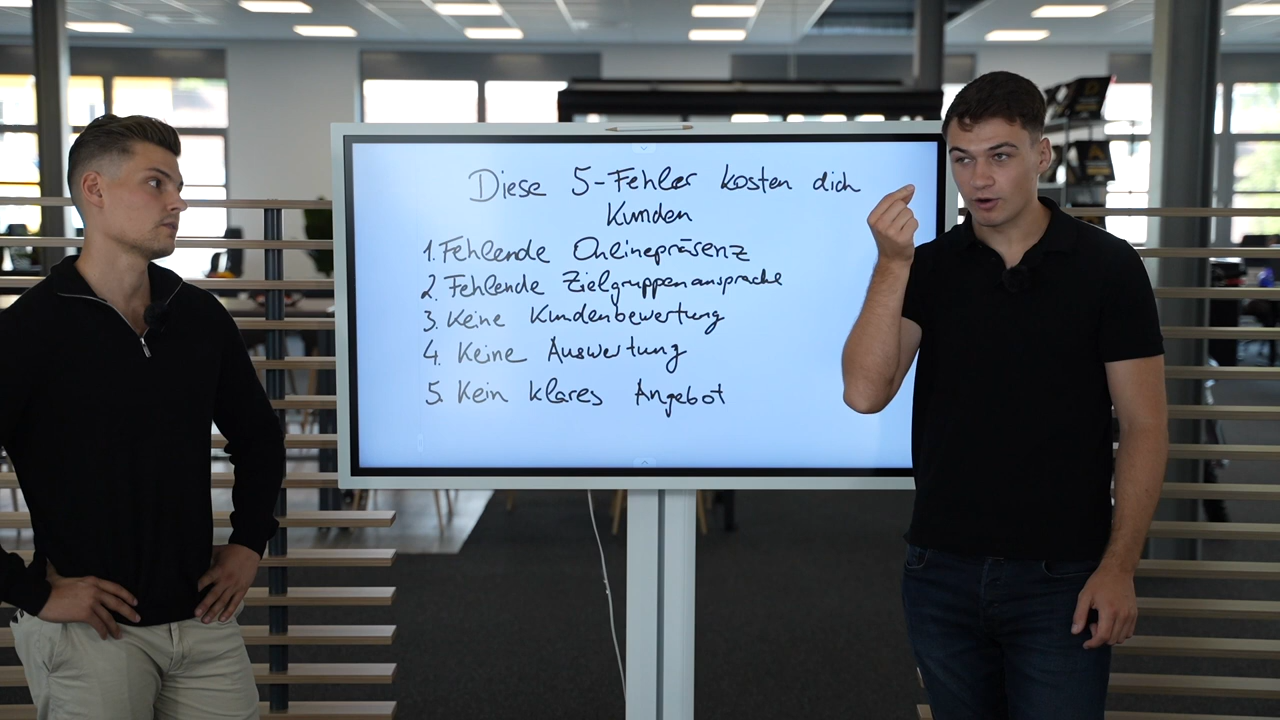 Diese 5-Fehler kosten dich
Kunden
1. Fehlende Onlinepräsenz
2. Fehlende Zielgruppenansprache
3. Keine Kundenbewertung
4. Keine Auswertung
5. Kein klares Angebot